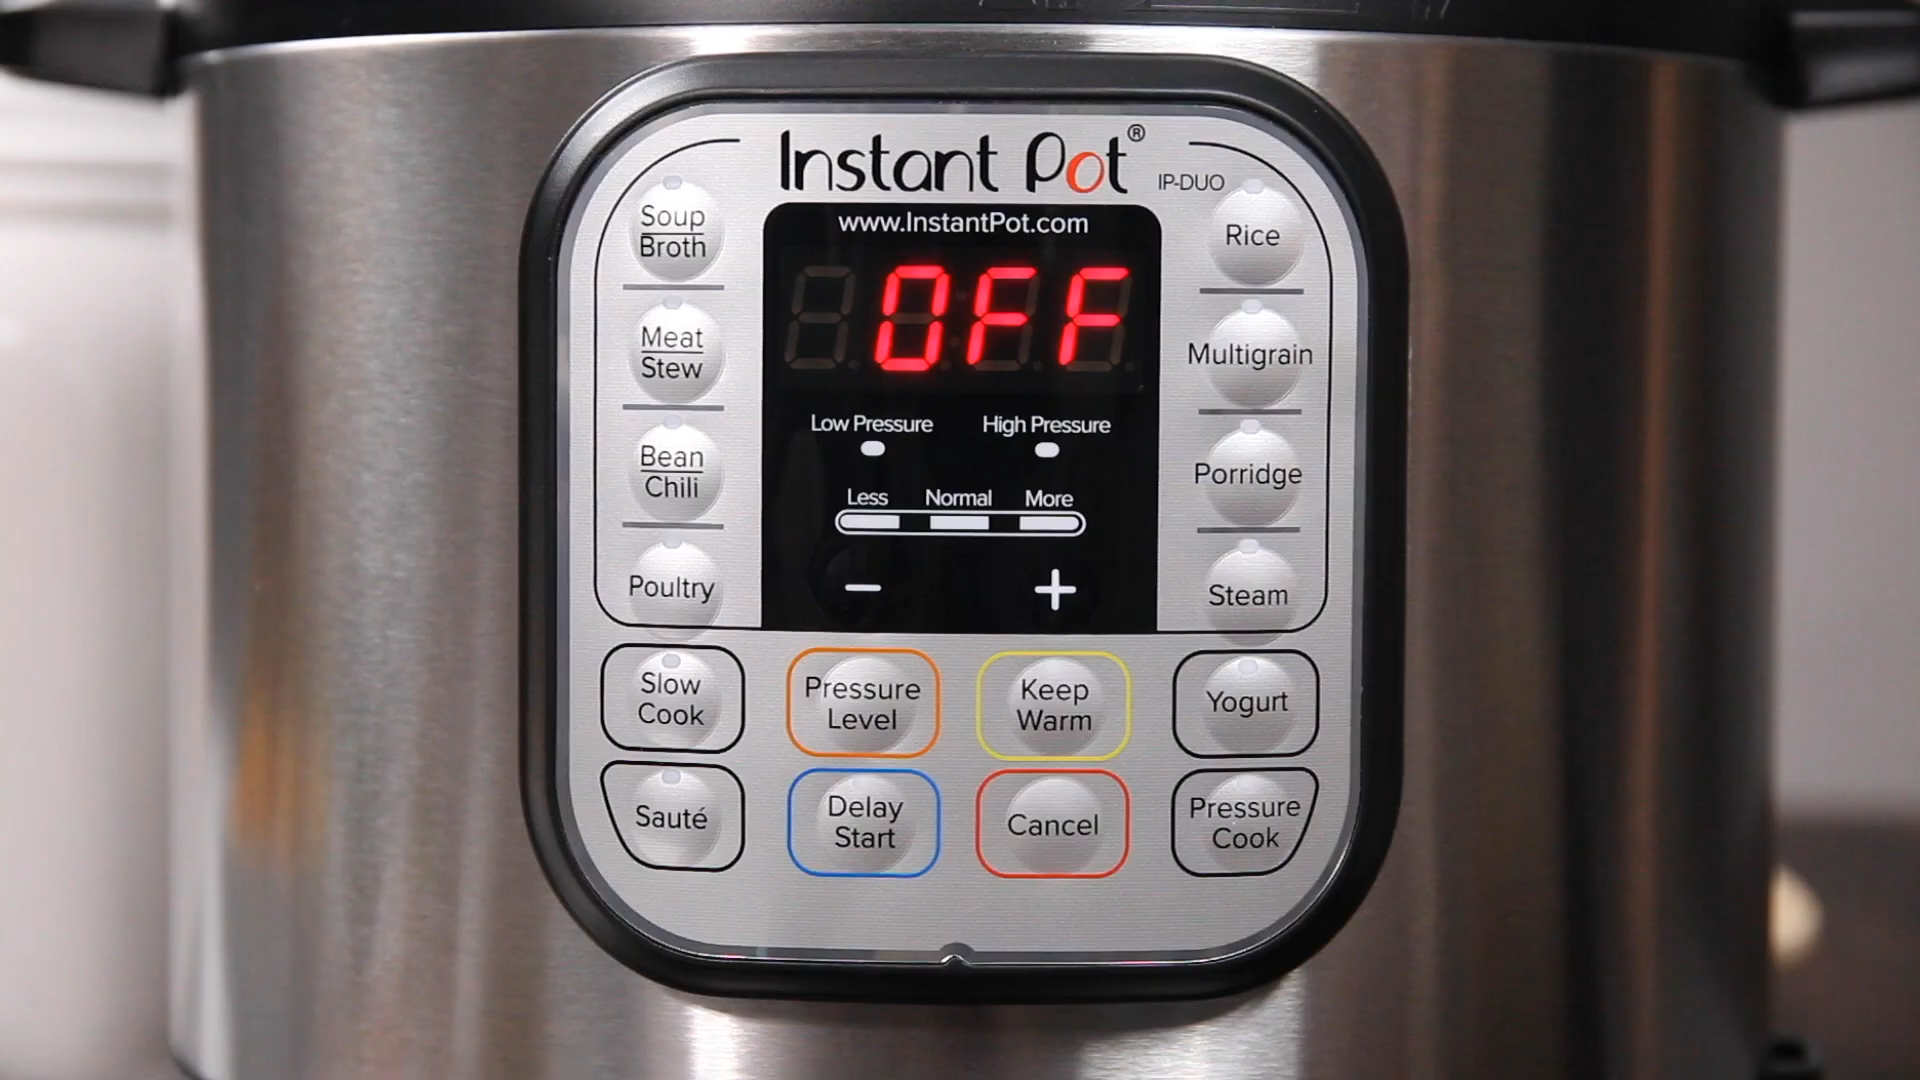 Instant Pot®
IP-DUO
www.InstantPot.com
OFF
Soup
Broth
Meat
Stew
Bean
Chili
Poultry
Low Pressure High Pressure
Less Normal More
− +
Rice
Multigrain
Porridge
Steam
Slow
Cook
Pressure
Level
Keep
Warm
Yogurt
Sauté
Delay
Start
Cancel
Pressure
Cook